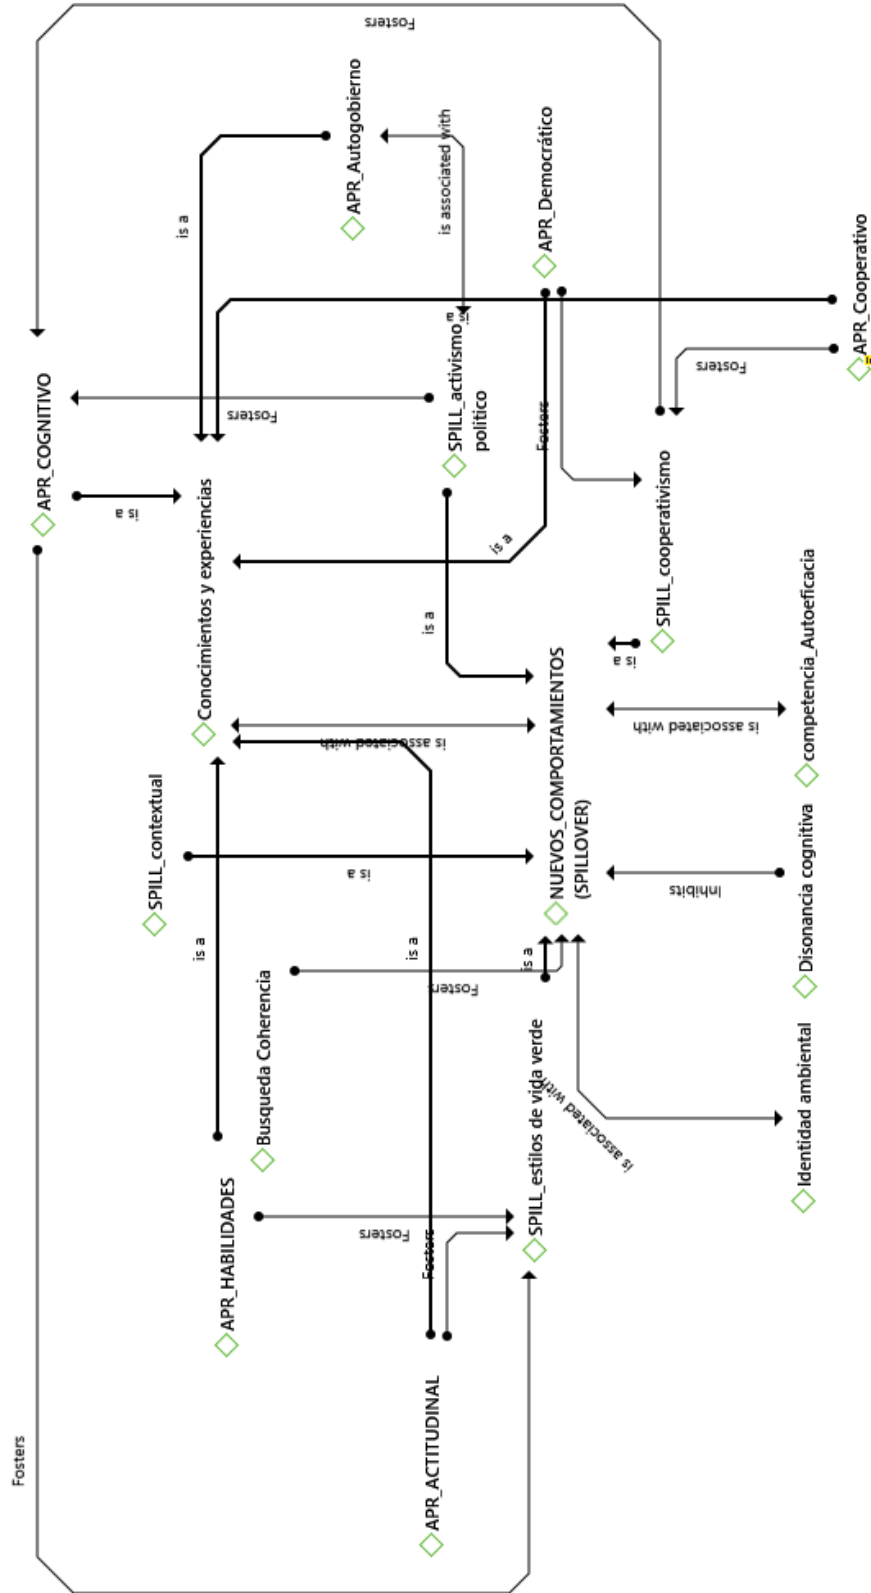 Fosters
APR_COGNITIVO
is a
Fosters
APR_Autogobierno
is a
is associated with
Conocimientos y experiencias
Fosters
SPILL_activismo
político
is a
APR_Democrático
Fosters
is a
is a
APR_Cooperativo
Fosters
SPILL_cooperativismo
is a
SPILL_contextual
is a
is associated with
NUEVOS_COMPORTAMIENTOS
(SPILLOVER)
is associated with
competencia_Autoeficacia
Inhibits
Disonancia cognitiva
is a
is a
Busqueda Coherencia
Fosters
is a
APR_HABILIDADES
Fosters
SPILL_estilos de vida verde
is associated with
Identidad ambiental
Fosters
APR_ACTITUDINAL